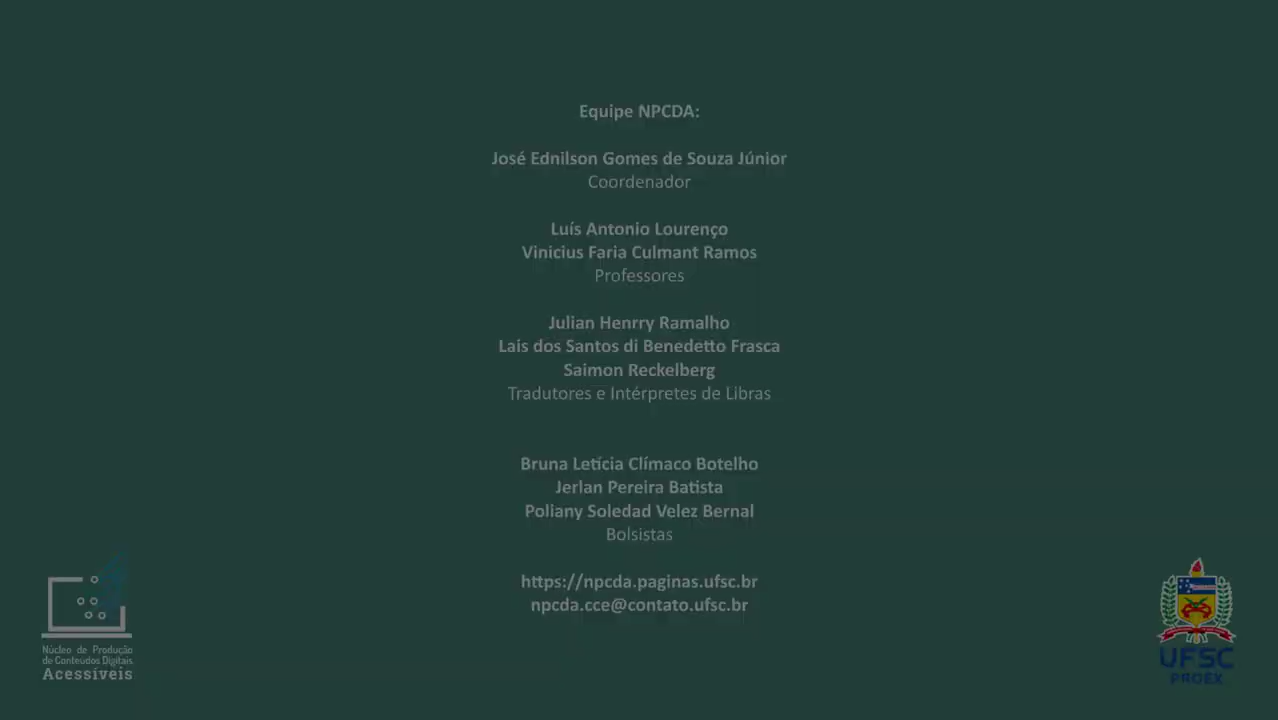 Equipe NPCDA:
José Ednilson Gomes de Souza Júnior
Coordenador
Luís Antonio Lourenço
Vinicius Faria Culmant Ramos
Professores
Julian Henrry Ramalho
Lais dos Santos di Benedetto Frasca
Saimon Reckelberg
Tradutores e Intérpretes de Libras
Bruna Letícia Clímaco Botelho
Jerlan Pereira Batista
Poliany Soledad Velez Bernal
Bolsistas
https://npcda.paginas.ufsc.br
npcda.cce@contato.ufsc.br
Núcleo de Produção
de Conteúdos Digitais
Acessíveis
UFSC
PROEX